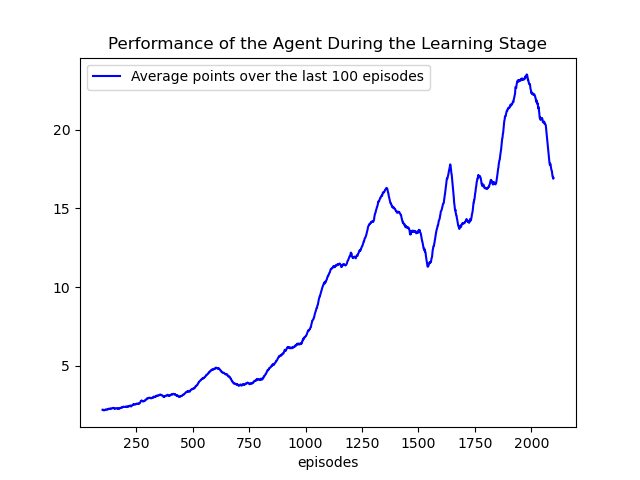 Performance of the Agent During the Learning Stage
Average points over the last 100 episodes
20
15
10
5
250 500 750 1000 1250 1500 1750 2000
episodes